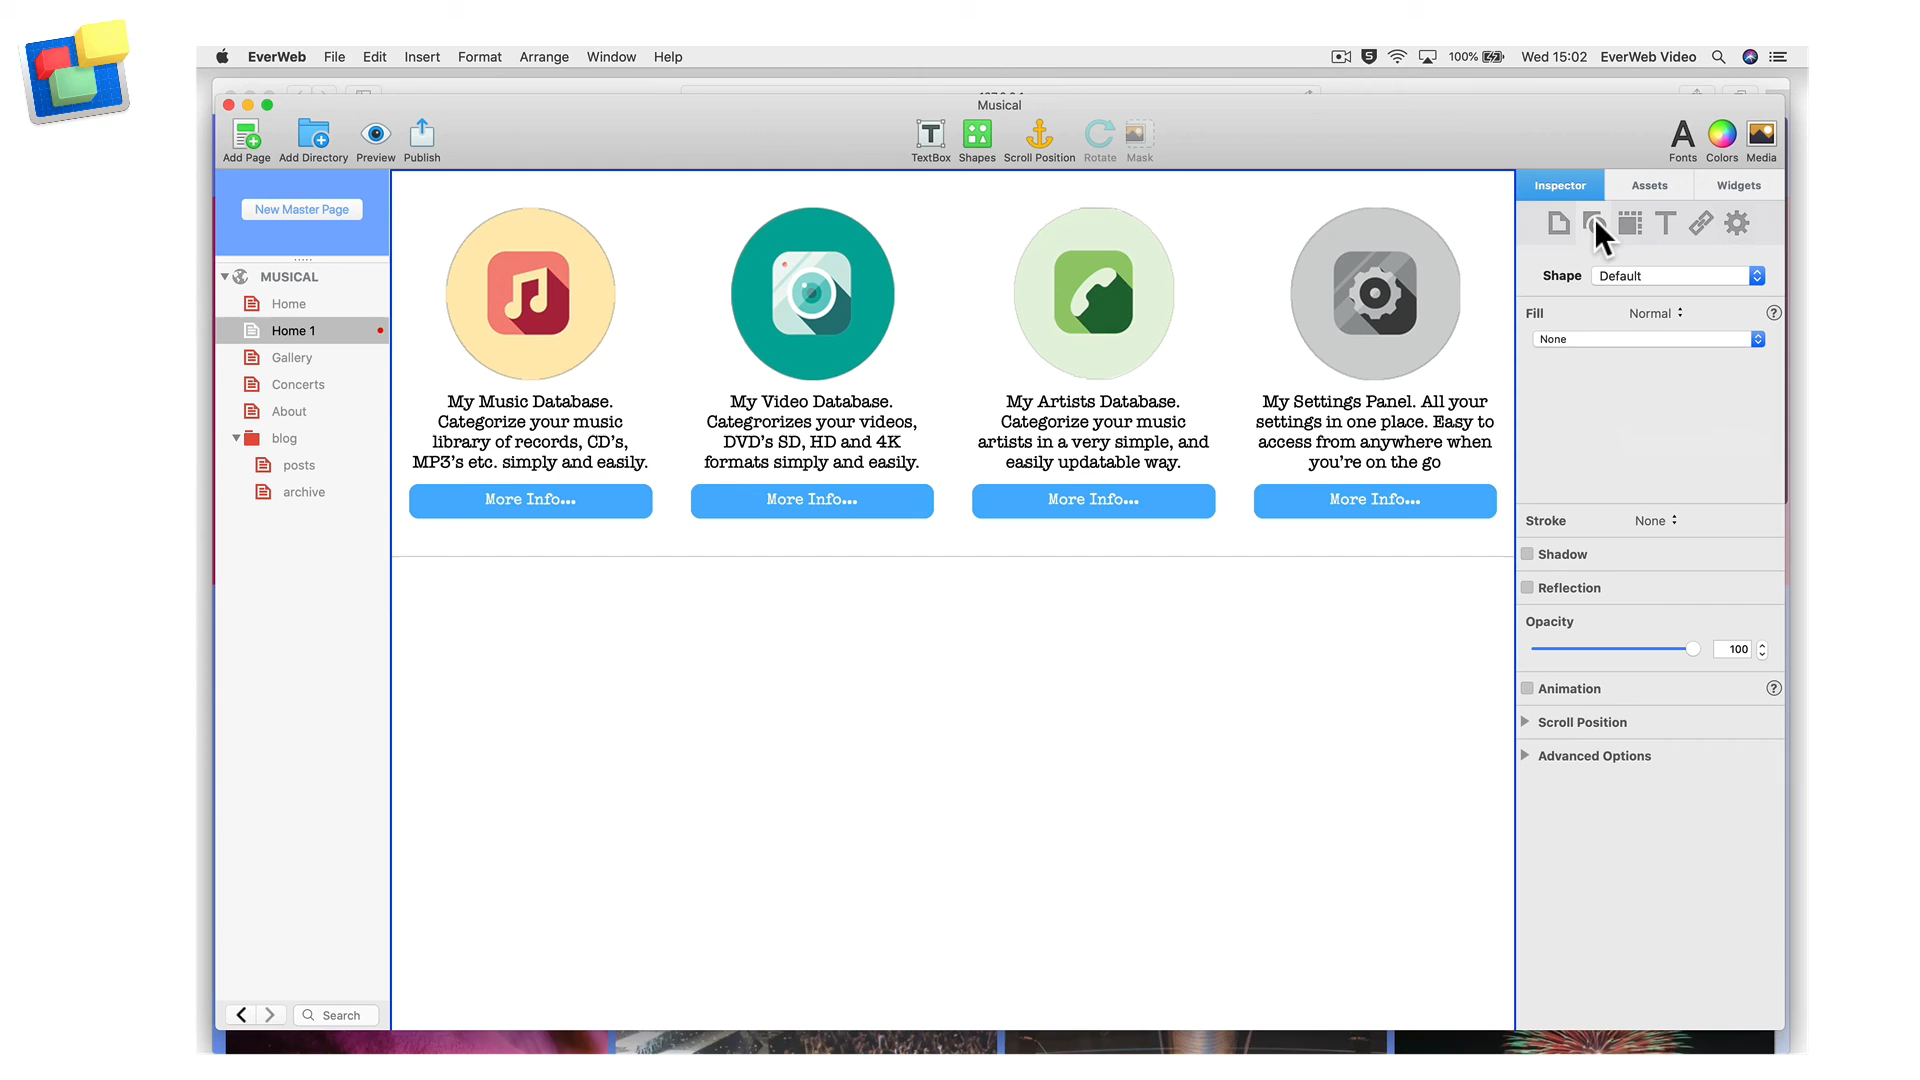 EverWeb File Edit Insert Format Arrange Window Help
100% Wed 15:02 EverWeb Video
Musical
Add Page Add Directory Preview Publish
TextBox Shapes Scroll Position Rotate Mask
Fonts Colors Media
New Master Page
MUSICAL
Home
Home 1
Gallery
Concerts
About
blog
posts
archive
Search
My Music Database.
Categorize your music
library of records, CD's,
MP3's etc. simply and easily.
More Info...
My Video Database.
Categrorizes your videos,
DVD's SD, HD and 4K
formats simply and easily.
More Info...
My Artists Database.
Categorize your music
artists in a very simple, and
easily updatable way.
More Info...
My Settings Panel. All your
settings in one place. Easy to
access from anywhere when
you're on the go
More Info...
Inspector Assets Widgets
Shape Default
Fill Normal ?
None
Stroke None
Shadow
Reflection
Opacity
100
Animation ?
Scroll Position
Advanced Options